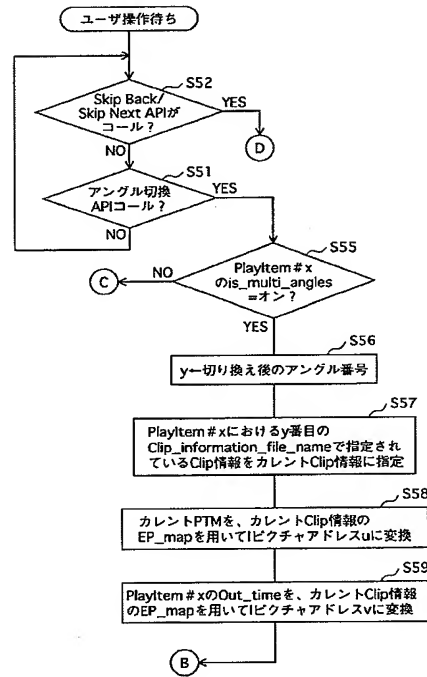 ユーザ操作待ち
S52
Skip Back/
Skip Next APIが
コール?
YES
D
NO
S51
アングル切換
APIコール?
YES
NO
S55
PlayItem#x
のis_multi_angles
=オン?
NO
C
YES
S56
y←切り換え後のアングル番号
S57
PlayItem#xにおけるy番目の
Clip_information_file_nameで指定され
ているClip情報をカレントClip情報に指定
S58
カレントPTMを、カレントClip情報の
EP_mapを用いてIピクチャアドレスuに変換
S59
PlayItem#xのOut_timeを、カレントClip情報
のEP_mapを用いてIピクチャアドレスvに変換
B